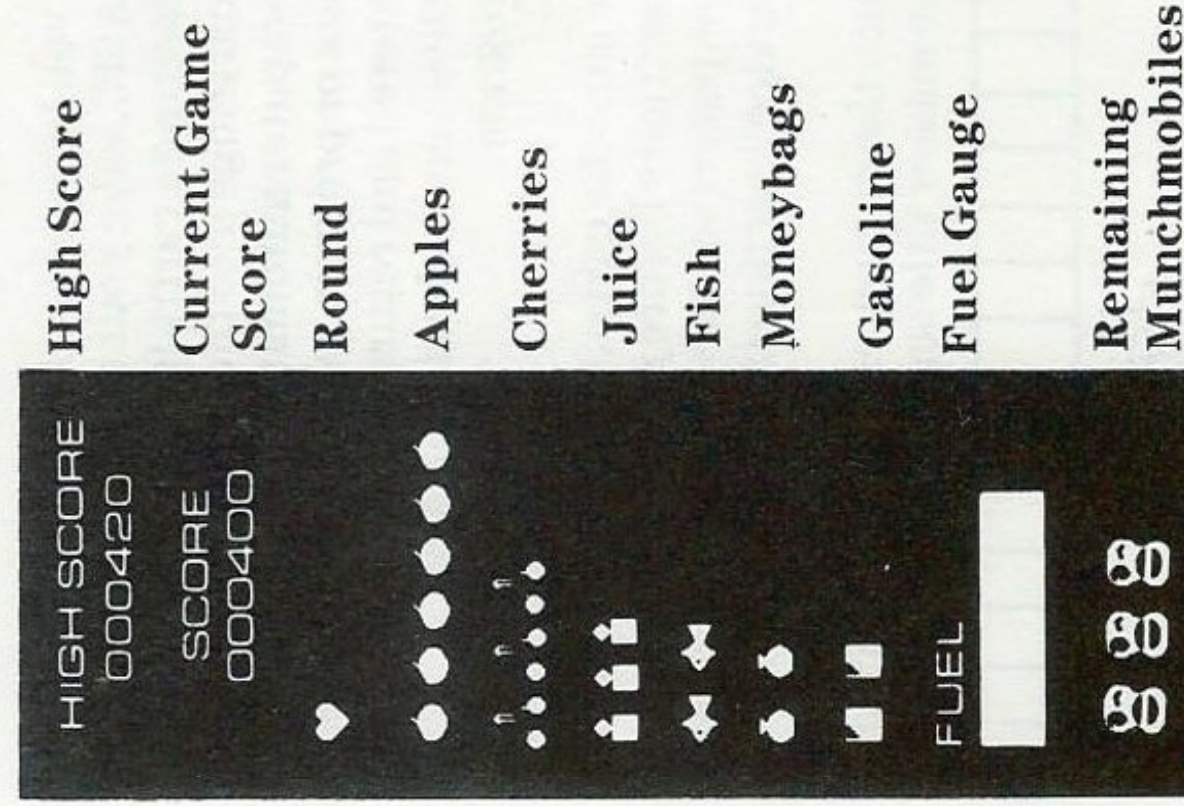 HIGH SCORE
000420
SCORE
000400
FUEL
High Score
Current Game
Score
Round
Apples
Cherries
Juice
Fish
Moneybags
Gasoline
Fuel Gauge
Remaining
Munchmobiles